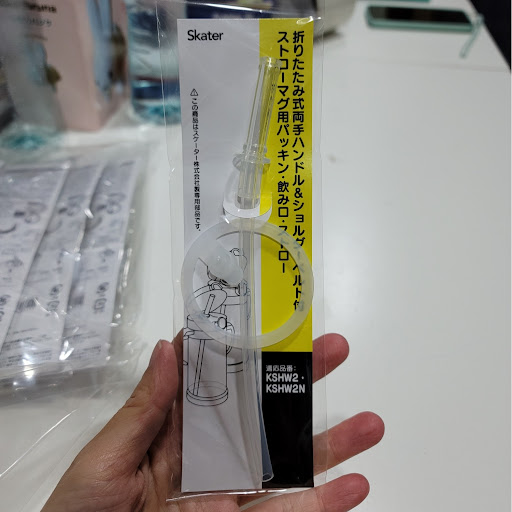 Skater
折りたたみ式両手ハンドル&ショルダーベルト付
ストローマグ用パッキン・飲み口・ストロー
⚠この商品はスケーター株式会社製専用部品です。
適応品番:
KSHW2・
KSHW2N